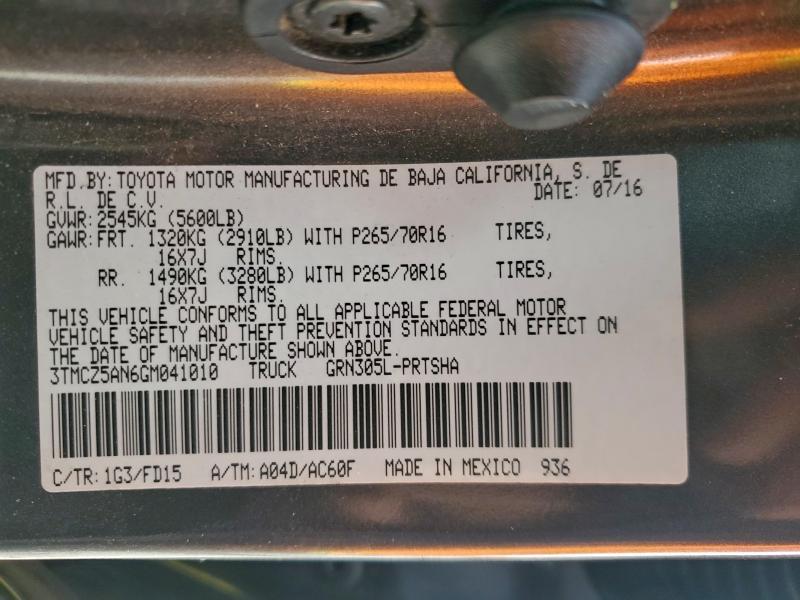 MFD.BY:TOYOTA MOTOR MANUFACTURING DE BAJA CALIFORNIA, S. DE
R.L. DE C.V. DATE: 07/16
GVWR:2545KG (5600LB)
GAWR:FRT. 1320KG (2910LB) WITH P265/70R16 TIRES,
16X7J RIMS.
RR. 1490KG (3280LB) WITH P265/70R16 TIRES,
16X7J RIMS.
THIS VEHICLE CONFORMS TO ALL APPLICABLE FEDERAL MOTOR
VEHICLE SAFETY AND THEFT PREVENTION STANDARDS IN EFFECT ON
THE DATE OF MANUFACTURE SHOWN ABOVE.
3TMCZ5AN6GM041010 TRUCK GRN305L-PRTSHA
C/TR:1G3/FD15 A/TM:A04D/AC60F MADE IN MEXICO 936